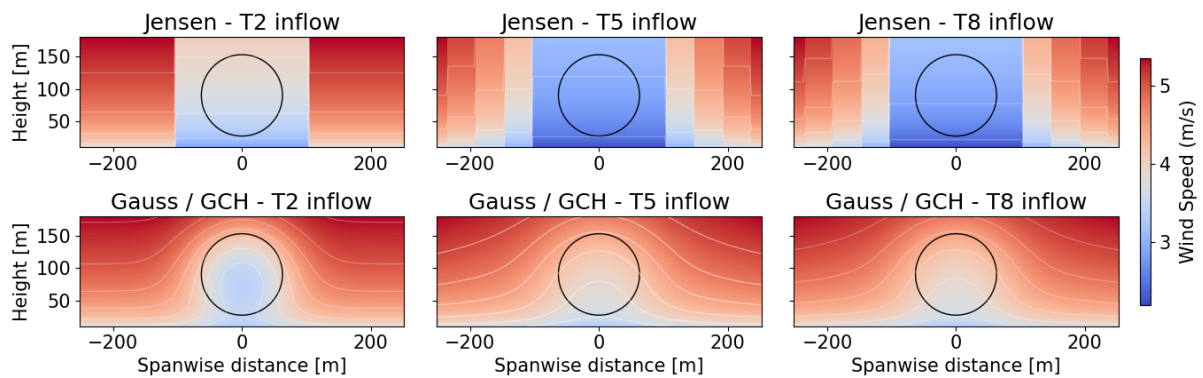 Jensen - T2 inflow
Jensen - T5 inflow
Jensen - T8 inflow
Height [m]
150
100
50
−200
0
200
−200
0
200
−200
0
200
Gauss / GCH - T2 inflow
Gauss / GCH - T5 inflow
Gauss / GCH - T8 inflow
Height [m]
150
100
50
−200
0
200
−200
0
200
−200
0
200
Spanwise distance [m]
Spanwise distance [m]
Spanwise distance [m]
5
4
3
Wind Speed (m/s)